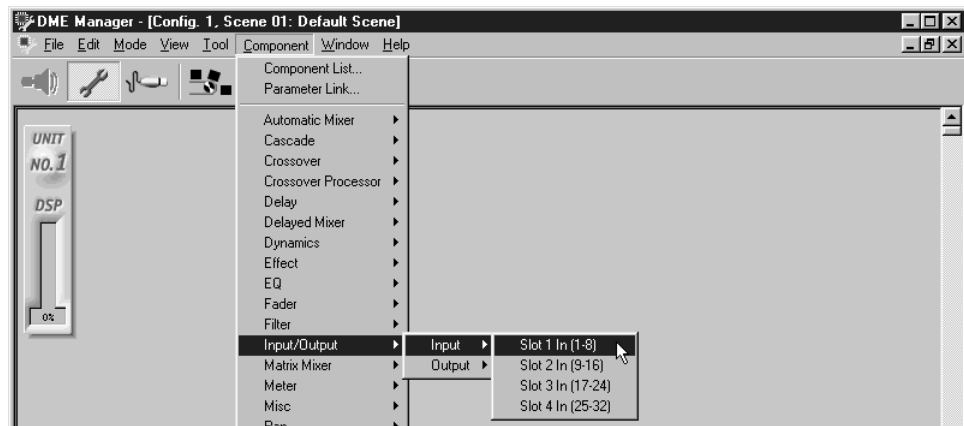 DME Manager - [Config. 1, Scene 01: Default Scene]
File Edit Mode View Tool Component Window Help
Component List...
Parameter Link...
Automatic Mixer
Cascade
Crossover
Crossover Processor
Delay
Delayed Mixer
Dynamics
Effect
EQ
Fader
Filter
Input/Output
Matrix Mixer
Meter
Misc
Input
Output
Slot 1 In (1-8)
Slot 2 In (9-16)
Slot 3 In (17-24)
Slot 4 In (25-32)
UNIT
NO. 1
DSP
0%